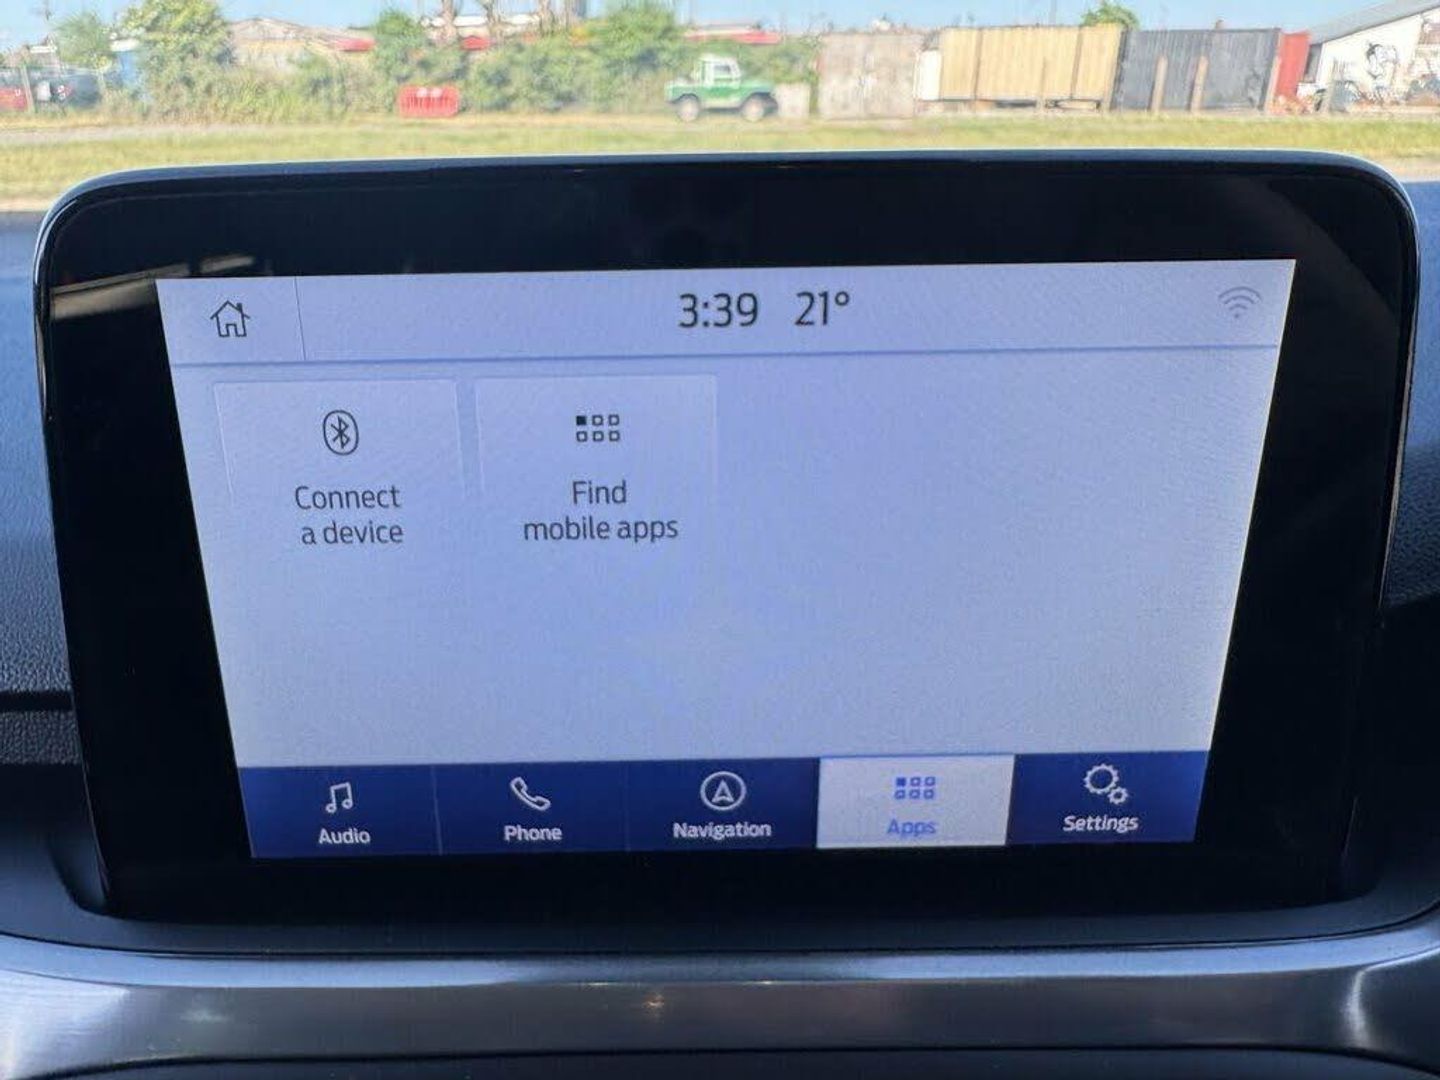 3:39 21°
Connect
a device
Find
mobile apps
Audio
Phone
Navigation
Apps
Settings